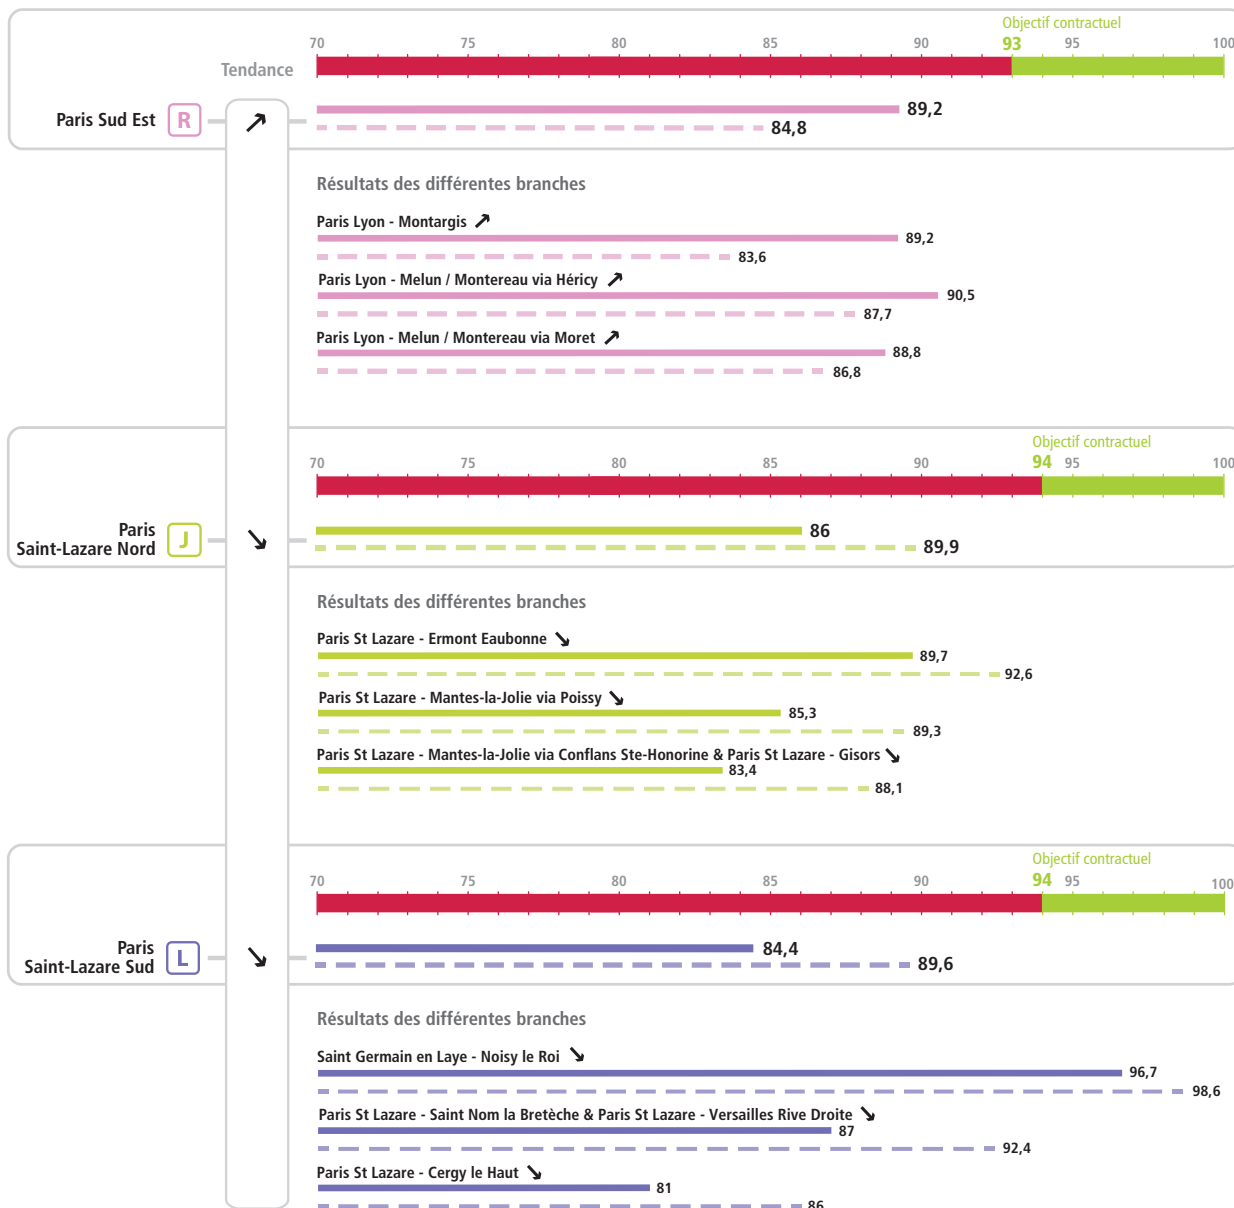 Objectif contractuel
70 75 80 85 90 93 95 100
Tendance
Paris Sud Est R ↗ 89,2
84,8
Résultats des différentes branches
Paris Lyon - Montargis ↗
89,2
83,6
Paris Lyon - Melun / Montereau via Héricy ↗
90,5
87,7
Paris Lyon - Melun / Montereau via Moret ↗
88,8
86,8
Objectif contractuel
70 75 80 85 90 94 95 100
Paris
Saint-Lazare Nord J ↘ 86
89,9
Résultats des différentes branches
Paris St Lazare - Ermont Eaubonne ↘
89,7
92,6
Paris St Lazare - Mantes-la-Jolie via Poissy ↘
85,3
89,3
Paris St Lazare - Mantes-la-Jolie via Conflans Ste-Honorine & Paris St Lazare - Gisors ↘
83,4
88,1
Objectif contractuel
70 75 80 85 90 94 95 100
Paris
Saint-Lazare Sud L ↘ 84,4
89,6
Résultats des différentes branches
Saint Germain en Laye - Noisy le Roi ↘
96,7
98,6
Paris St Lazare - Saint Nom la Bretèche & Paris St Lazare - Versailles Rive Droite ↘
87
92,4
Paris St Lazare - Cergy le Haut ↘
81
86